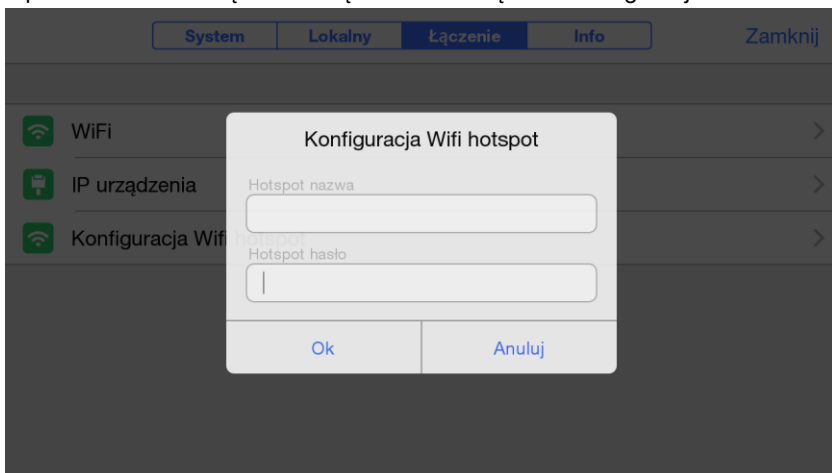 System Lokalny Łączenie Info Zamknij
WiFi
IP urządzenia
Konfiguracja Wifi hotspot
Konfiguracja Wifi hotspot
Hotspot nazwa
Hotspot hasło
Ok Anuluj